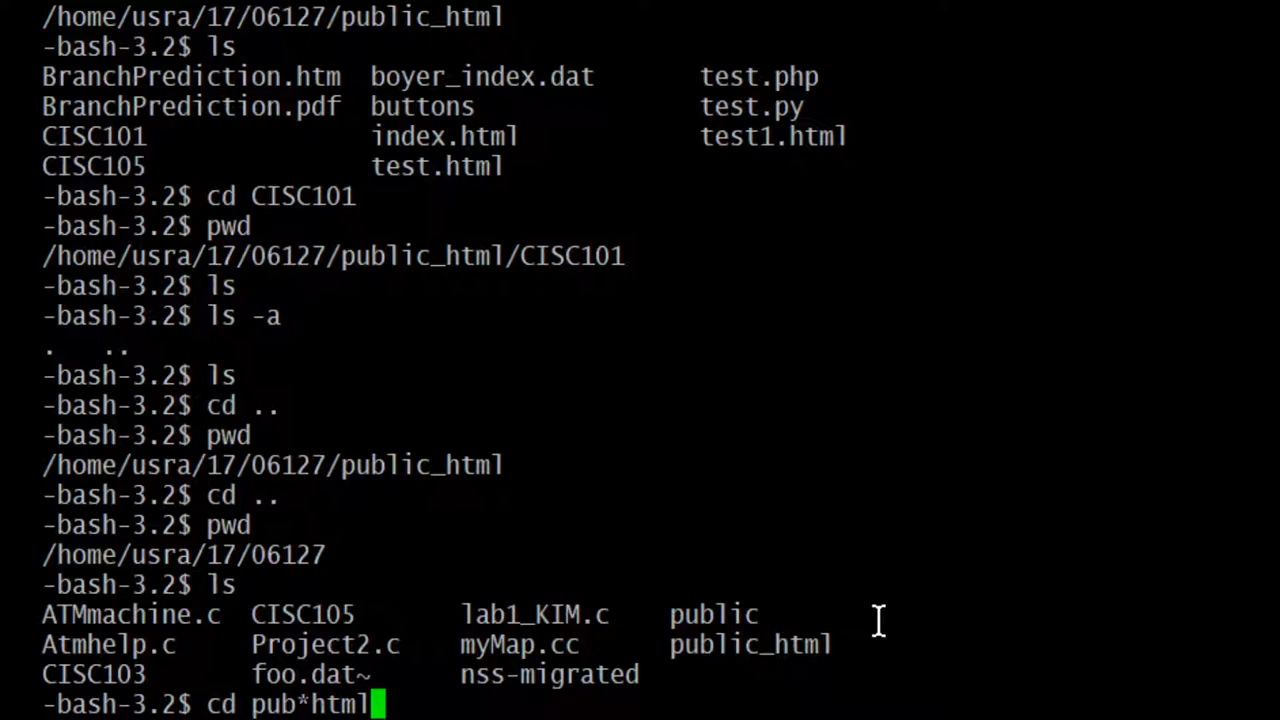 /home/usra/17/06127/public_html
-bash-3.2$ ls
BranchPrediction.htm  boyer_index.dat       test.php
BranchPrediction.pdf  buttons               test.py
CISC101               index.html            test1.html
CISC105               test.html
-bash-3.2$ cd CISC101
-bash-3.2$ pwd
/home/usra/17/06127/public_html/CISC101
-bash-3.2$ ls
-bash-3.2$ ls -a
.   ..
-bash-3.2$ ls
-bash-3.2$ cd ..
-bash-3.2$ pwd
/home/usra/17/06127/public_html
-bash-3.2$ cd ..
-bash-3.2$ pwd
/home/usra/17/06127
-bash-3.2$ ls
ATMmachine.c  CISC105       lab1_KIM.c    public
Atmhelp.c     Project2.c    myMap.cc      public_html
CISC103       foo.dat~      nss-migrated
-bash-3.2$ cd pub*html